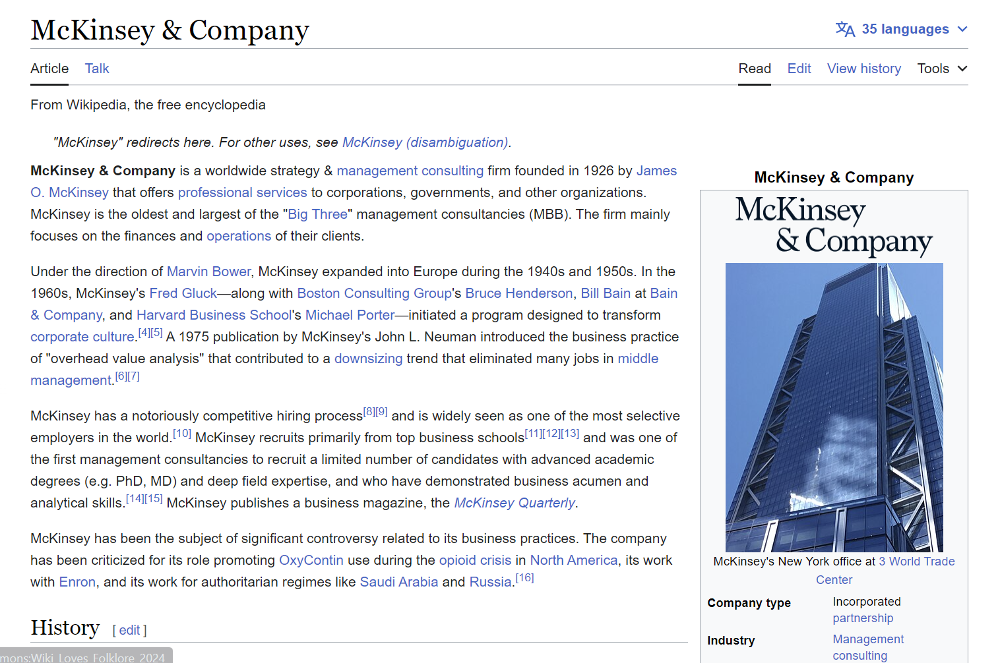 McKinsey & Company
35 languages
Article Talk
Read Edit View history Tools
From Wikipedia, the free encyclopedia
"McKinsey" redirects here. For other uses, see McKinsey (disambiguation).
McKinsey & Company is a worldwide strategy & management consulting firm founded in 1926 by James
O. McKinsey that offers professional services to corporations, governments, and other organizations.
McKinsey is the oldest and largest of the "Big Three" management consultancies (MBB). The firm mainly
focuses on the finances and operations of their clients.
Under the direction of Marvin Bower, McKinsey expanded into Europe during the 1940s and 1950s. In the
1960s, McKinsey's Fred Gluck—along with Boston Consulting Group's Bruce Henderson, Bill Bain at Bain
& Company, and Harvard Business School's Michael Porter—initiated a program designed to transform
corporate culture.[4][5] A 1975 publication by McKinsey's John L. Neuman introduced the business practice
of "overhead value analysis" that contributed to a downsizing trend that eliminated many jobs in middle
management.[6][7]
McKinsey has a notoriously competitive hiring process[8][9] and is widely seen as one of the most selective
employers in the world.[10] McKinsey recruits primarily from top business schools[11][12][13] and was one of
the first management consultancies to recruit a limited number of candidates with advanced academic
degrees (e.g. PhD, MD) and deep field expertise, and who have demonstrated business acumen and
analytical skills.[14][15] McKinsey publishes a business magazine, the McKinsey Quarterly.
McKinsey has been the subject of significant controversy related to its business practices. The company
has been criticized for its role promoting OxyContin use during the opioid crisis in North America, its work
with Enron, and its work for authoritarian regimes like Saudi Arabia and Russia.[16]
History [ edit ]
mons:Wiki_Loves_Folklore_2024
McKinsey & Company
McKinsey
& Company
McKinsey's New York office at 3 World Trade
Center
Company type Incorporated
partnership
Industry Management
consulting